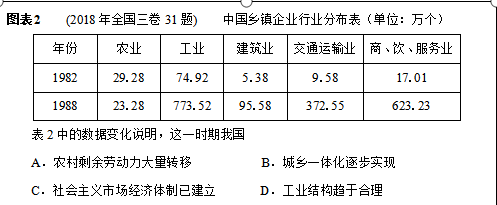 图表2 (2018年全国三卷31题) 中国乡镇企业行业分布表（单位：万个）
年份 农业 工业 建筑业 交通运输业 商、饮、服务业
1982 29.28 74.92 5.38 9.58 17.01
1988 23.28 773.52 95.58 372.55 623.23
表2中的数据变化说明，这一时期我国
A．农村剩余劳动力大量转移 B．城乡一体化逐步实现
C．社会主义市场经济体制已建立 D．工业结构趋于合理